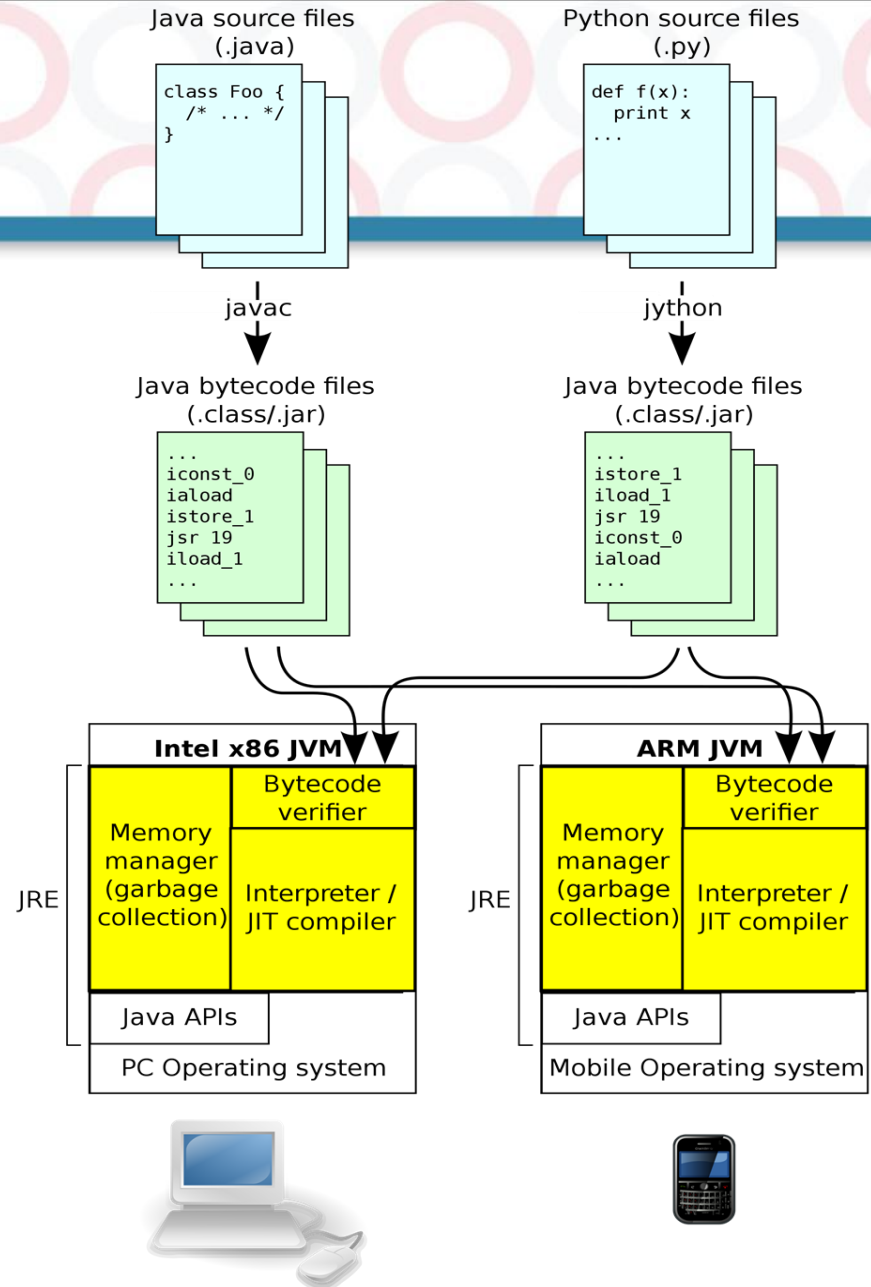 Java source files
(.java)
class Foo {
/* ... */
}
Python source files
(.py)
def f(x):
print x
...
javac
jython
Java bytecode files
(.class/.jar)
...
iconst_0
iaload
istore_1
jsr 19
iload_1
...
Java bytecode files
(.class/.jar)
...
istore_1
iload_1
jsr 19
iconst_0
iaload
...
Intel x86 JVM
JRE
Memory
manager
(garbage
collection)
Bytecode
verifier
Interpreter /
JIT compiler
Java APIs
PC Operating system
ARM JVM
JRE
Memory
manager
(garbage
collection)
Bytecode
verifier
Interpreter /
JIT compiler
Java APIs
Mobile Operating system